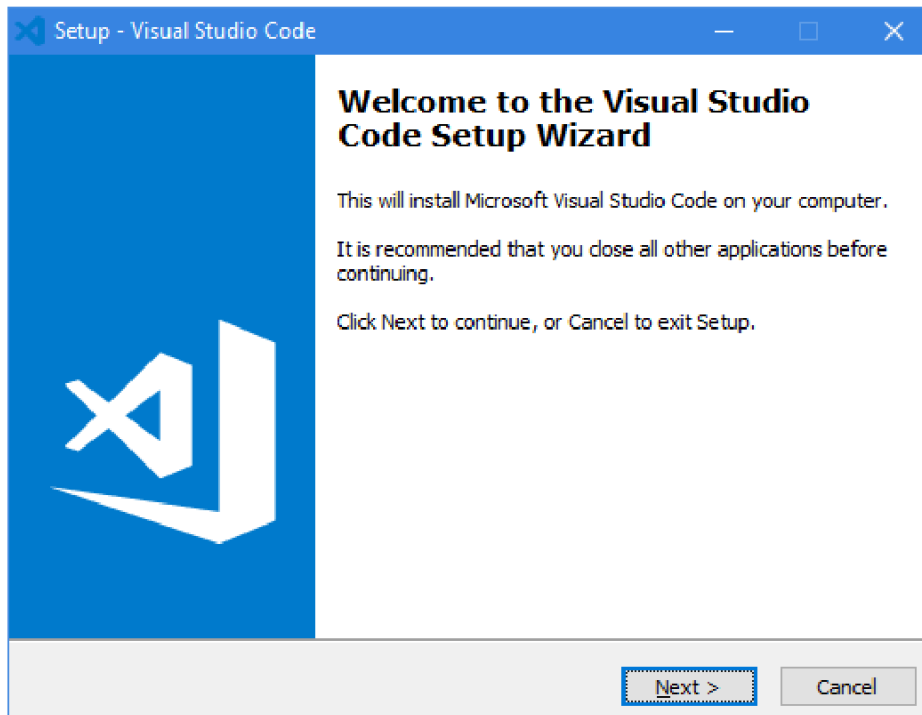 Setup - Visual Studio Code
Welcome to the Visual Studio
Code Setup Wizard
This will install Microsoft Visual Studio Code on your computer.
It is recommended that you close all other applications before
continuing.
Click Next to continue, or Cancel to exit Setup.
Next >
Cancel